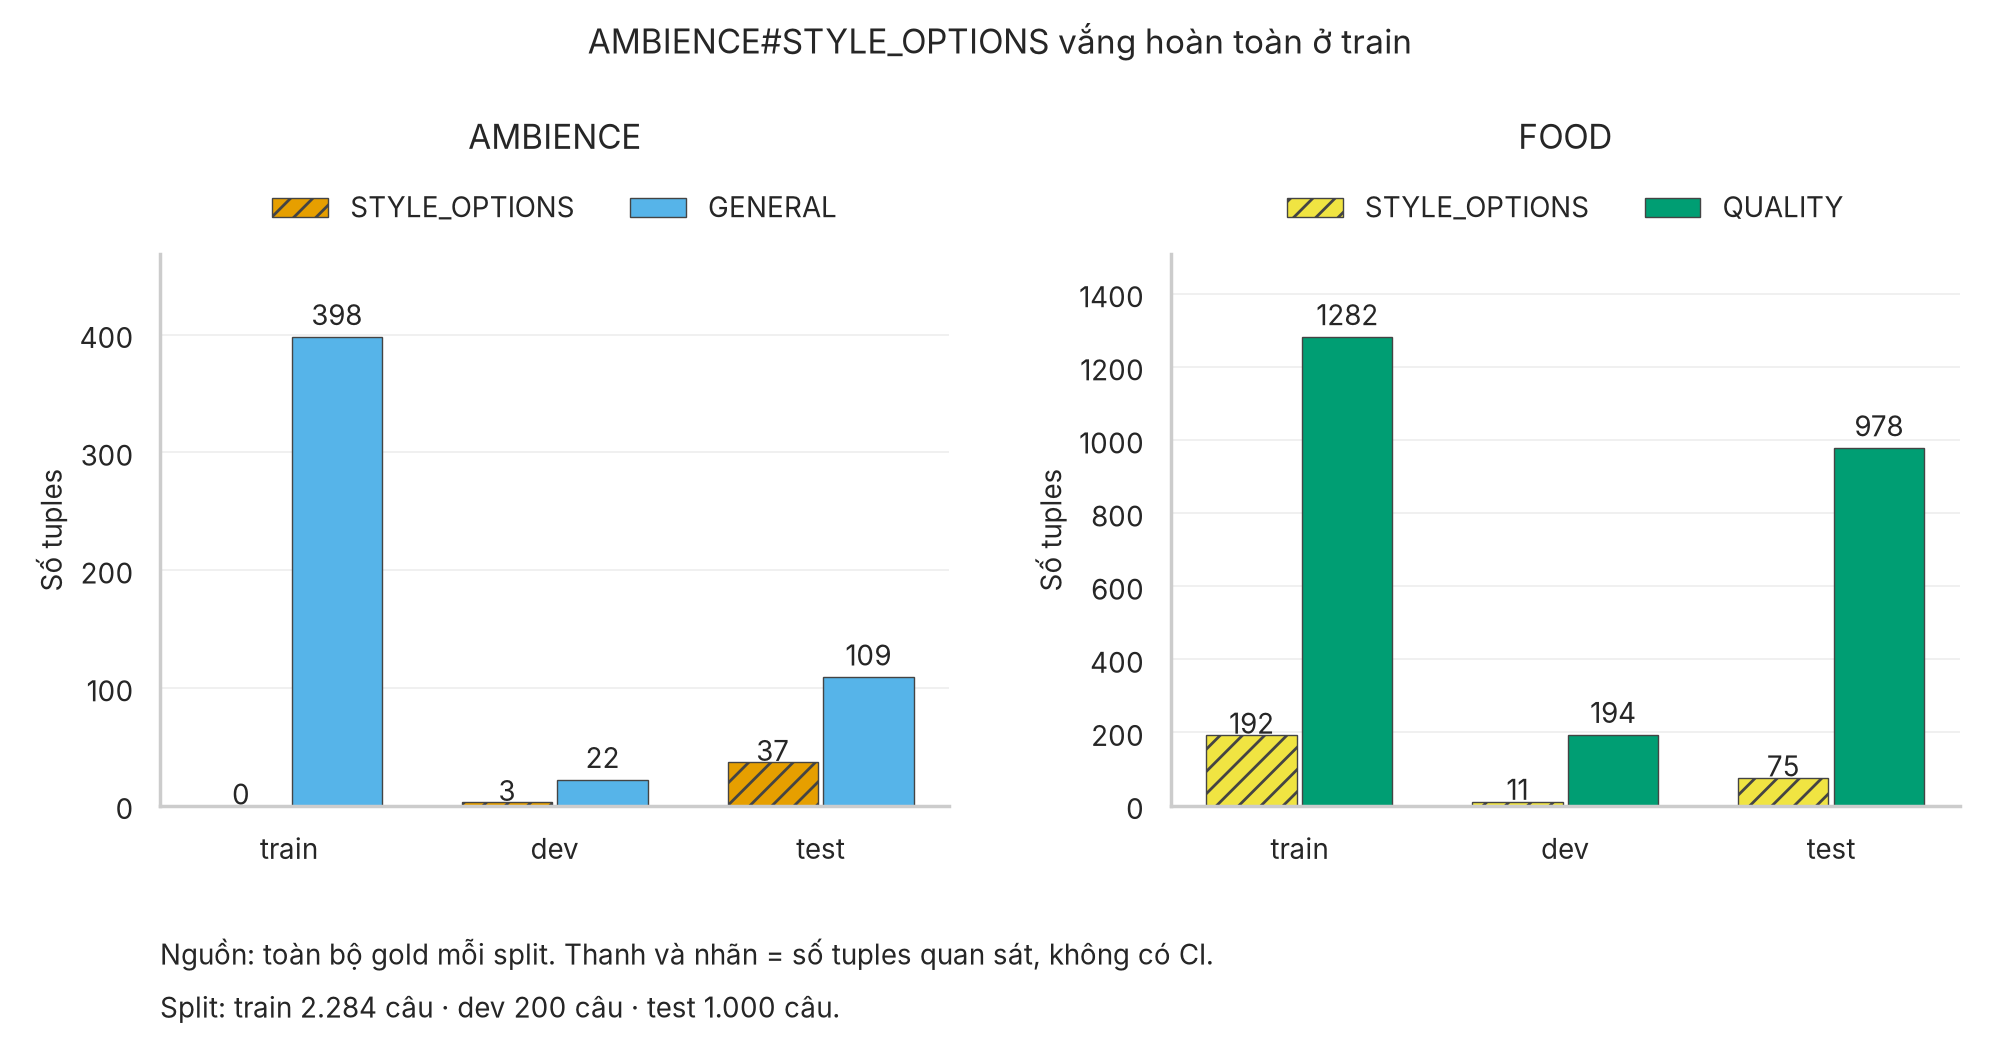 AMBIENCE#STYLE_OPTIONS vắng hoàn toàn ở train
AMBIENCE
STYLE_OPTIONS
GENERAL
Số tuples
400
300
200
100
0
0
398
3
22
37
109
train
dev
test
FOOD
STYLE_OPTIONS
QUALITY
Số tuples
1400
1200
1000
800
600
400
200
0
192
1282
11
194
75
978
train
dev
test
Nguồn: toàn bộ gold mỗi split. Thanh và nhãn = số tuples quan sát, không có CI.
Split: train 2.284 câu · dev 200 câu · test 1.000 câu.